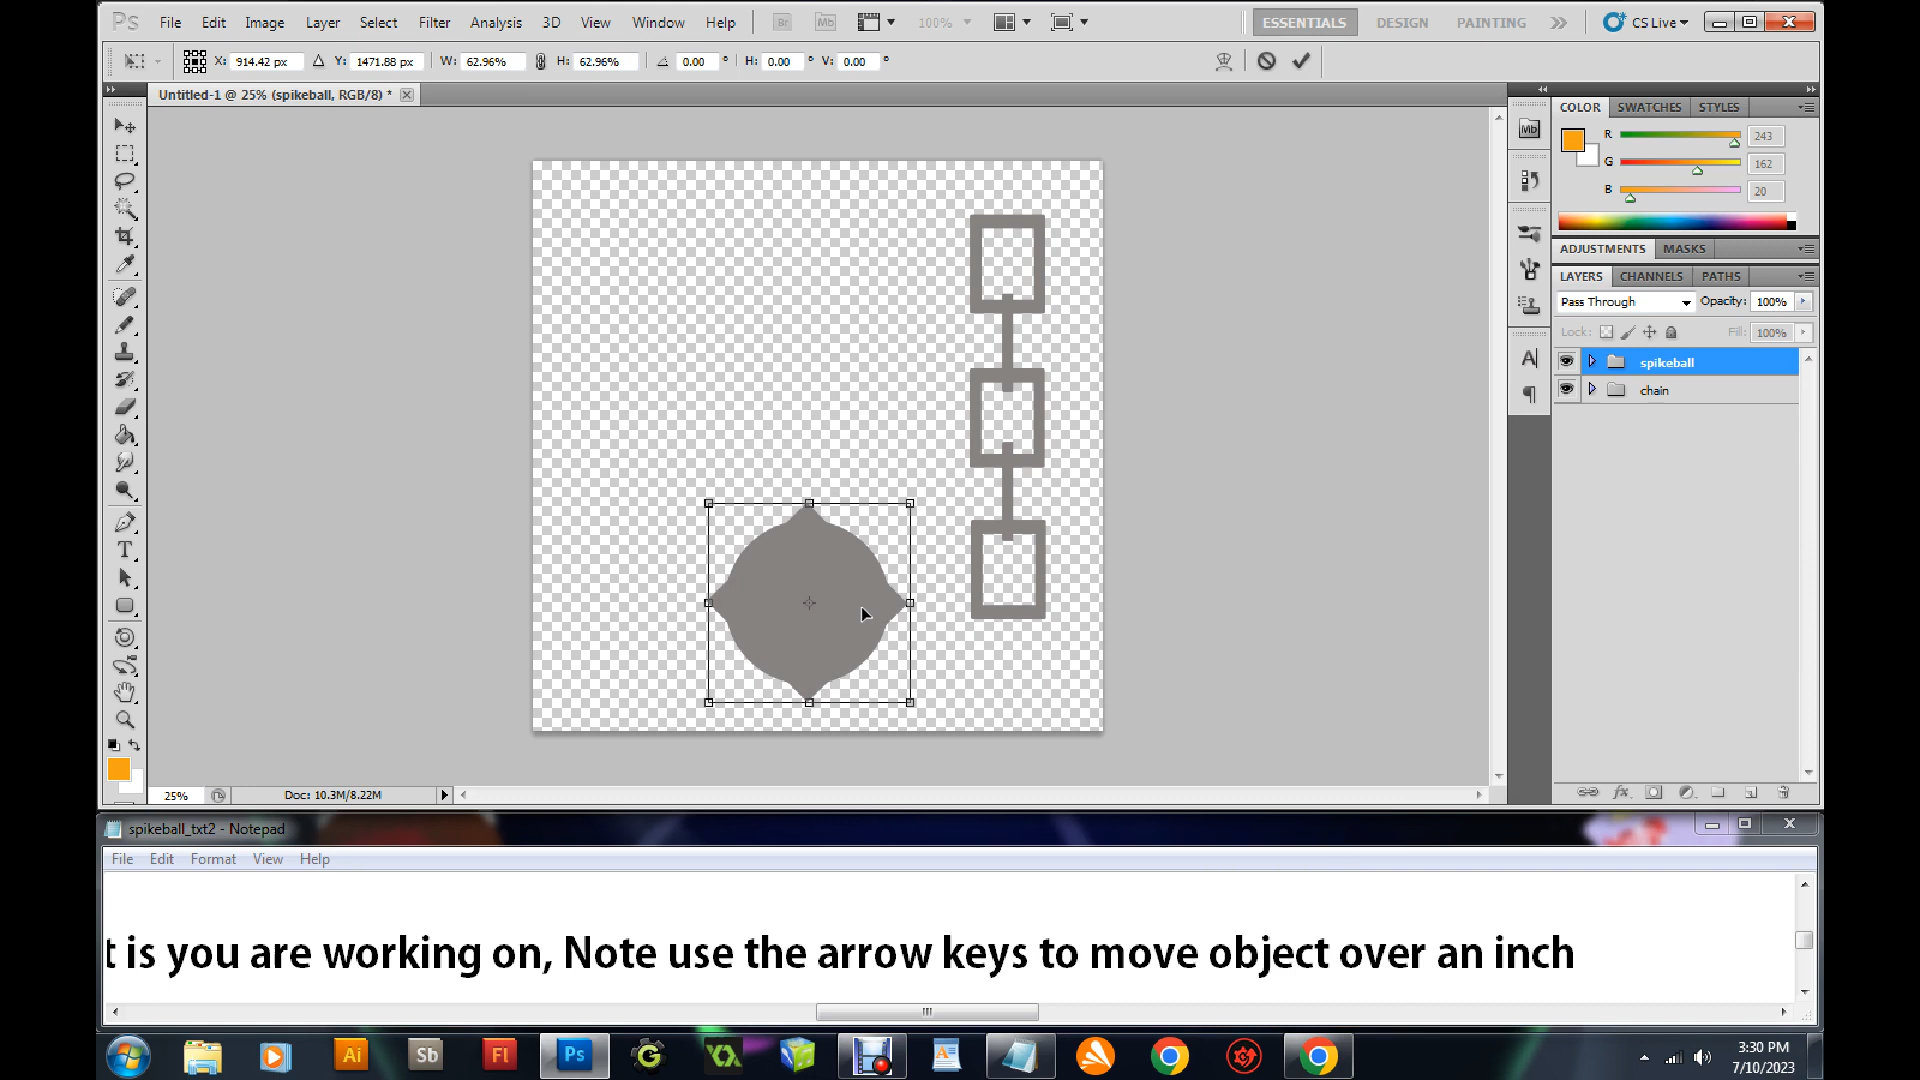 Ps File Edit Image Layer Select Filter Analysis 3D View Window Help Br Mb 100% ESSENTIALS DESIGN PAINTING CS Live
X: 914.42 px Y: 1471.88 px W: 62.96% H: 62.96% 0.00 ° H: 0.00 ° V: 0.00 °
Untitled-1 @ 25% (spikeball, RGB/8) *
COLOR SWATCHES STYLES
R 243
G 162
B 20
ADJUSTMENTS MASKS
LAYERS CHANNELS PATHS
Pass Through Opacity: 100%
Lock: Fill: 100%
spikeball
chain
25% Doc: 10.3M/8.22M
spikeball_txt2 - Notepad
File Edit Format View Help
t is you are working on, Note use the arrow keys to move object over an inch
Ai Sb Fl Ps
3:30 PM
7/10/2023